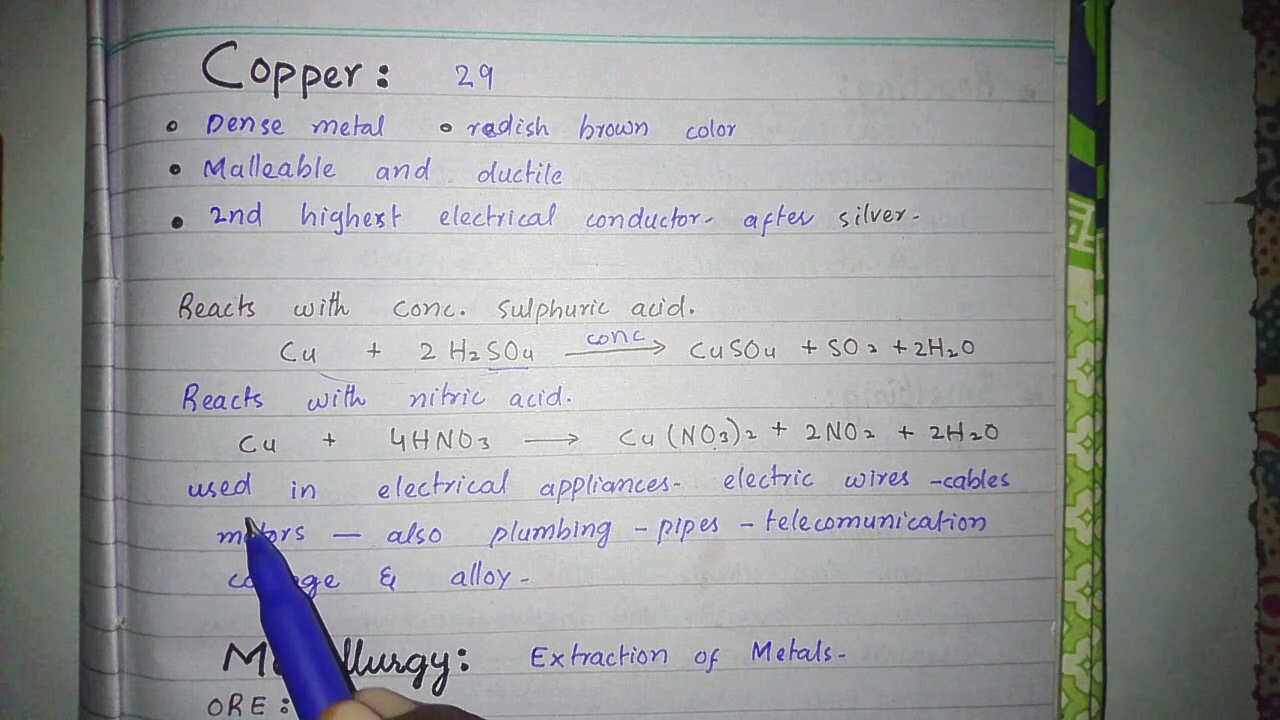 Copper: 29
• Dense metal • radish brown color
• Malleable and ductile
• 2nd highest electrical conductor- after silver-
Reacts with conc. sulphuric acid.
Cu + 2 H₂SO₄ conc → CuSO₄ + SO₂ + 2H₂O
Reacts with nitric acid.
Cu + 4HNO₃ → Cu(NO₃)₂ + 2NO₂ + 2H₂O
used in electrical appliances- electric wires -cables
— also plumbing - pipes - telecomunication
& alloy-
Extraction of Metals-
ORE: